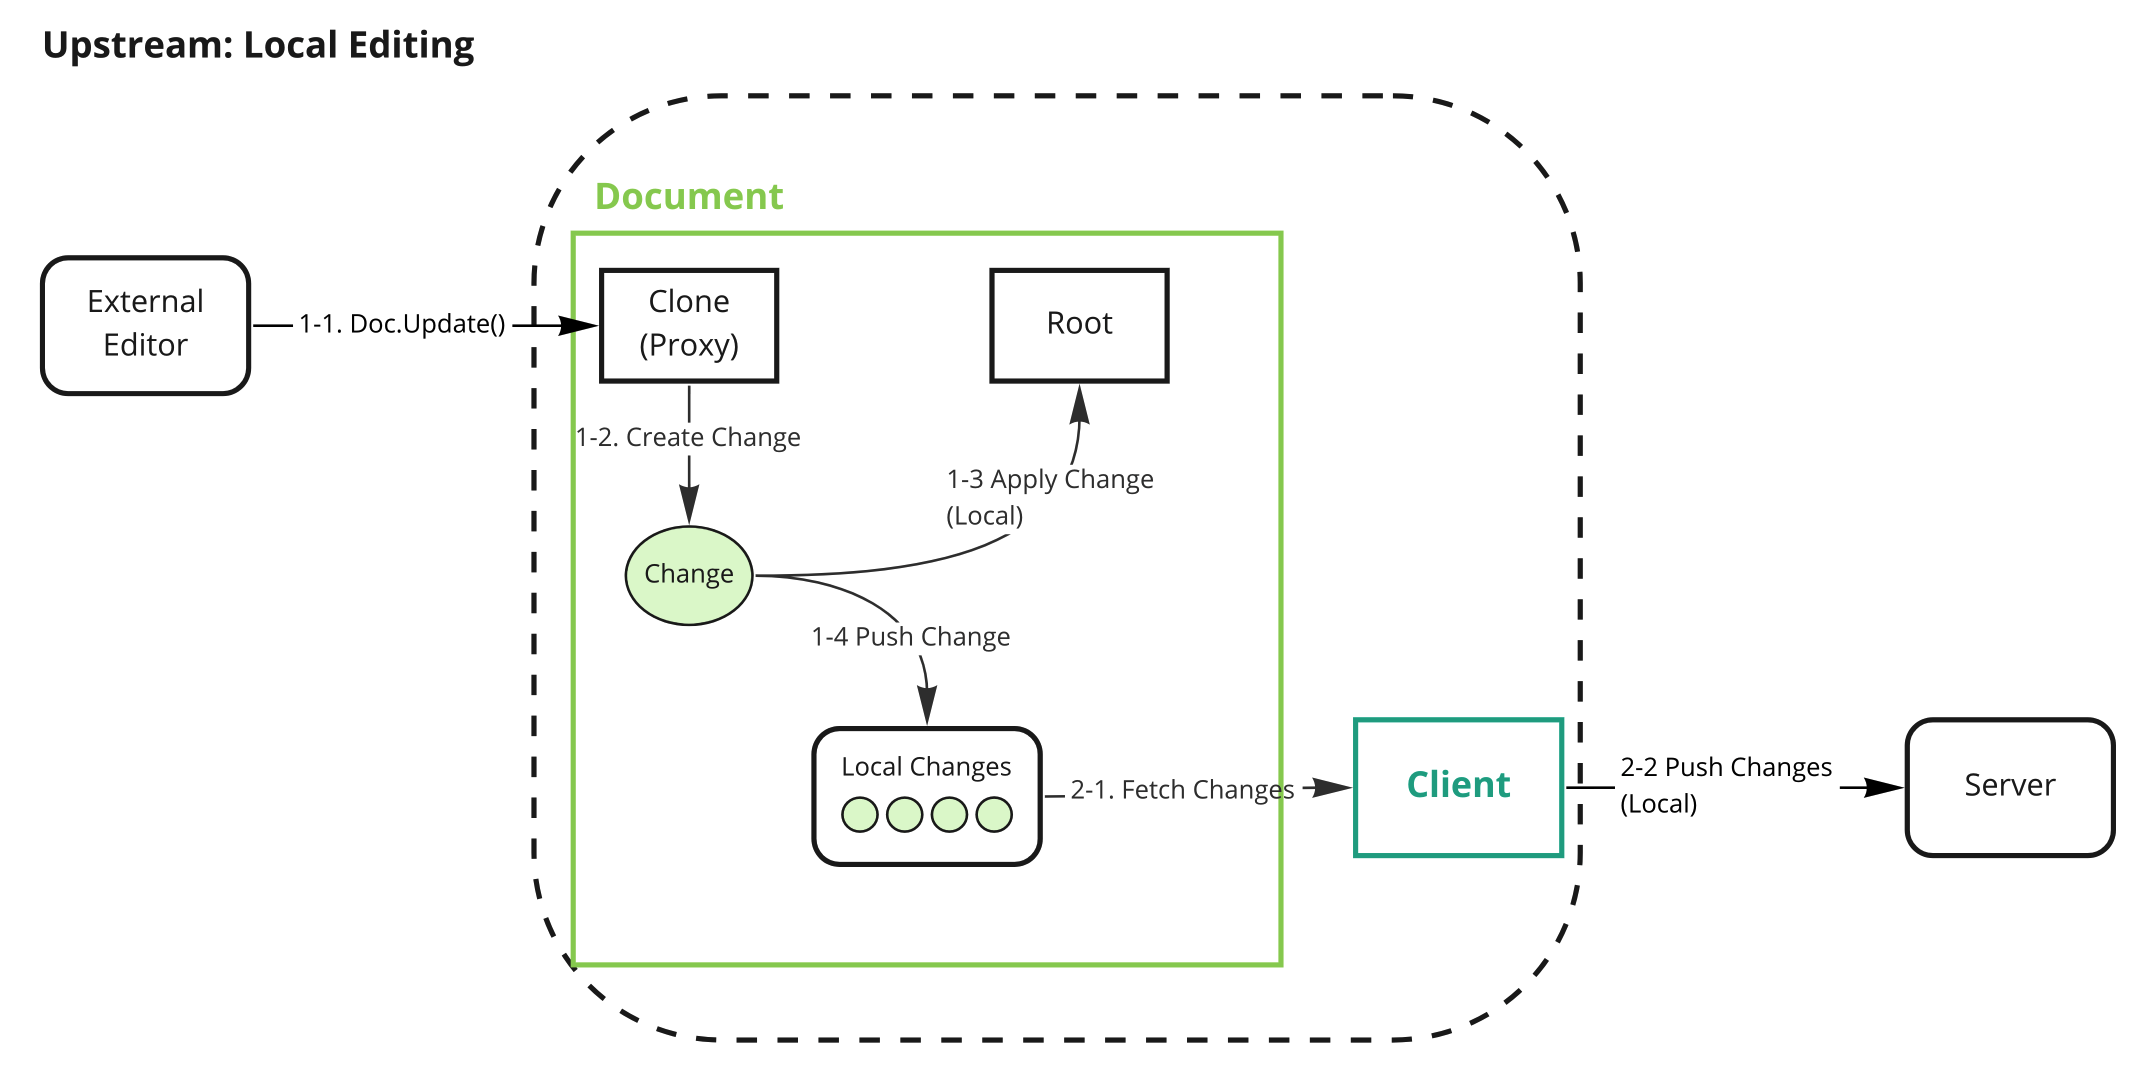 Upstream: Local Editing
Document
External
Editor
1-1. Doc.Update()
Clone
(Proxy)
Root
1-2. Create Change
1-3 Apply Change
(Local)
Change
1-4 Push Change
Local Changes
2-1. Fetch Changes
Client
2-2 Push Changes
(Local)
Server